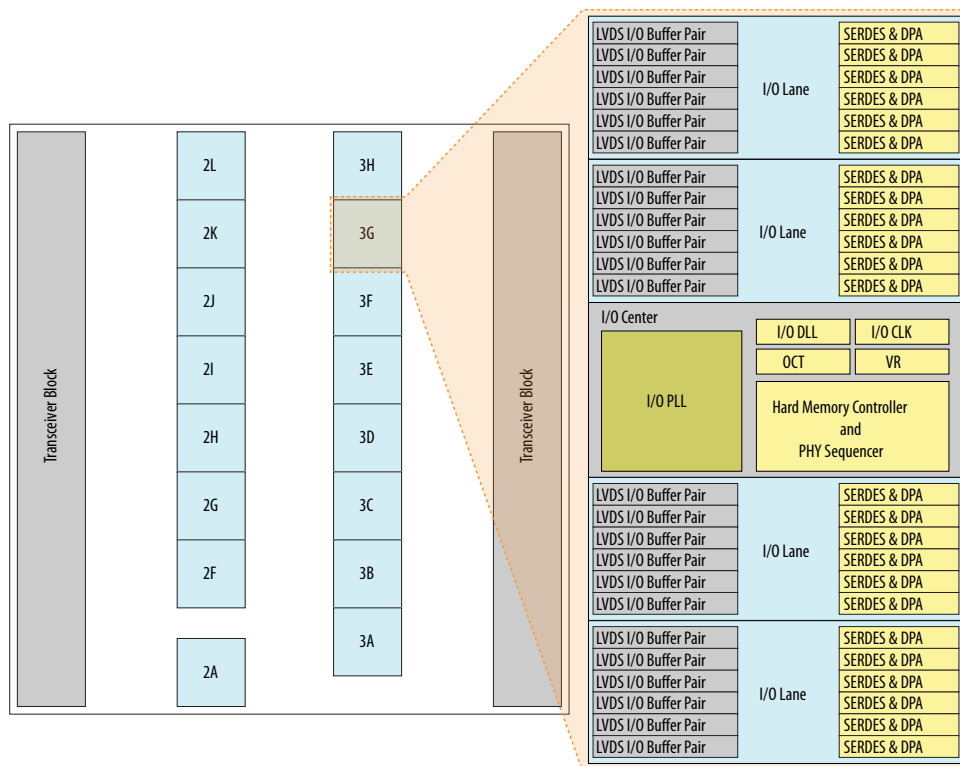 Transceiver Block
2L
2K
2J
2I
2H
2G
2F
2A
3H
3G
3F
3E
3D
3C
3B
3A
Transceiver Block
LVDS I/O Buffer Pair
LVDS I/O Buffer Pair
LVDS I/O Buffer Pair
LVDS I/O Buffer Pair
LVDS I/O Buffer Pair
LVDS I/O Buffer Pair
I/O Lane
SERDES & DPA
SERDES & DPA
SERDES & DPA
SERDES & DPA
SERDES & DPA
SERDES & DPA
LVDS I/O Buffer Pair
LVDS I/O Buffer Pair
LVDS I/O Buffer Pair
LVDS I/O Buffer Pair
LVDS I/O Buffer Pair
LVDS I/O Buffer Pair
I/O Lane
SERDES & DPA
SERDES & DPA
SERDES & DPA
SERDES & DPA
SERDES & DPA
SERDES & DPA
I/O Center
I/O PLL
I/O DLL
I/O CLK
OCT
VR
Hard Memory Controller
and
PHY Sequencer
LVDS I/O Buffer Pair
LVDS I/O Buffer Pair
LVDS I/O Buffer Pair
LVDS I/O Buffer Pair
LVDS I/O Buffer Pair
LVDS I/O Buffer Pair
I/O Lane
SERDES & DPA
SERDES & DPA
SERDES & DPA
SERDES & DPA
SERDES & DPA
SERDES & DPA
LVDS I/O Buffer Pair
LVDS I/O Buffer Pair
LVDS I/O Buffer Pair
LVDS I/O Buffer Pair
LVDS I/O Buffer Pair
LVDS I/O Buffer Pair
I/O Lane
SERDES & DPA
SERDES & DPA
SERDES & DPA
SERDES & DPA
SERDES & DPA
SERDES & DPA